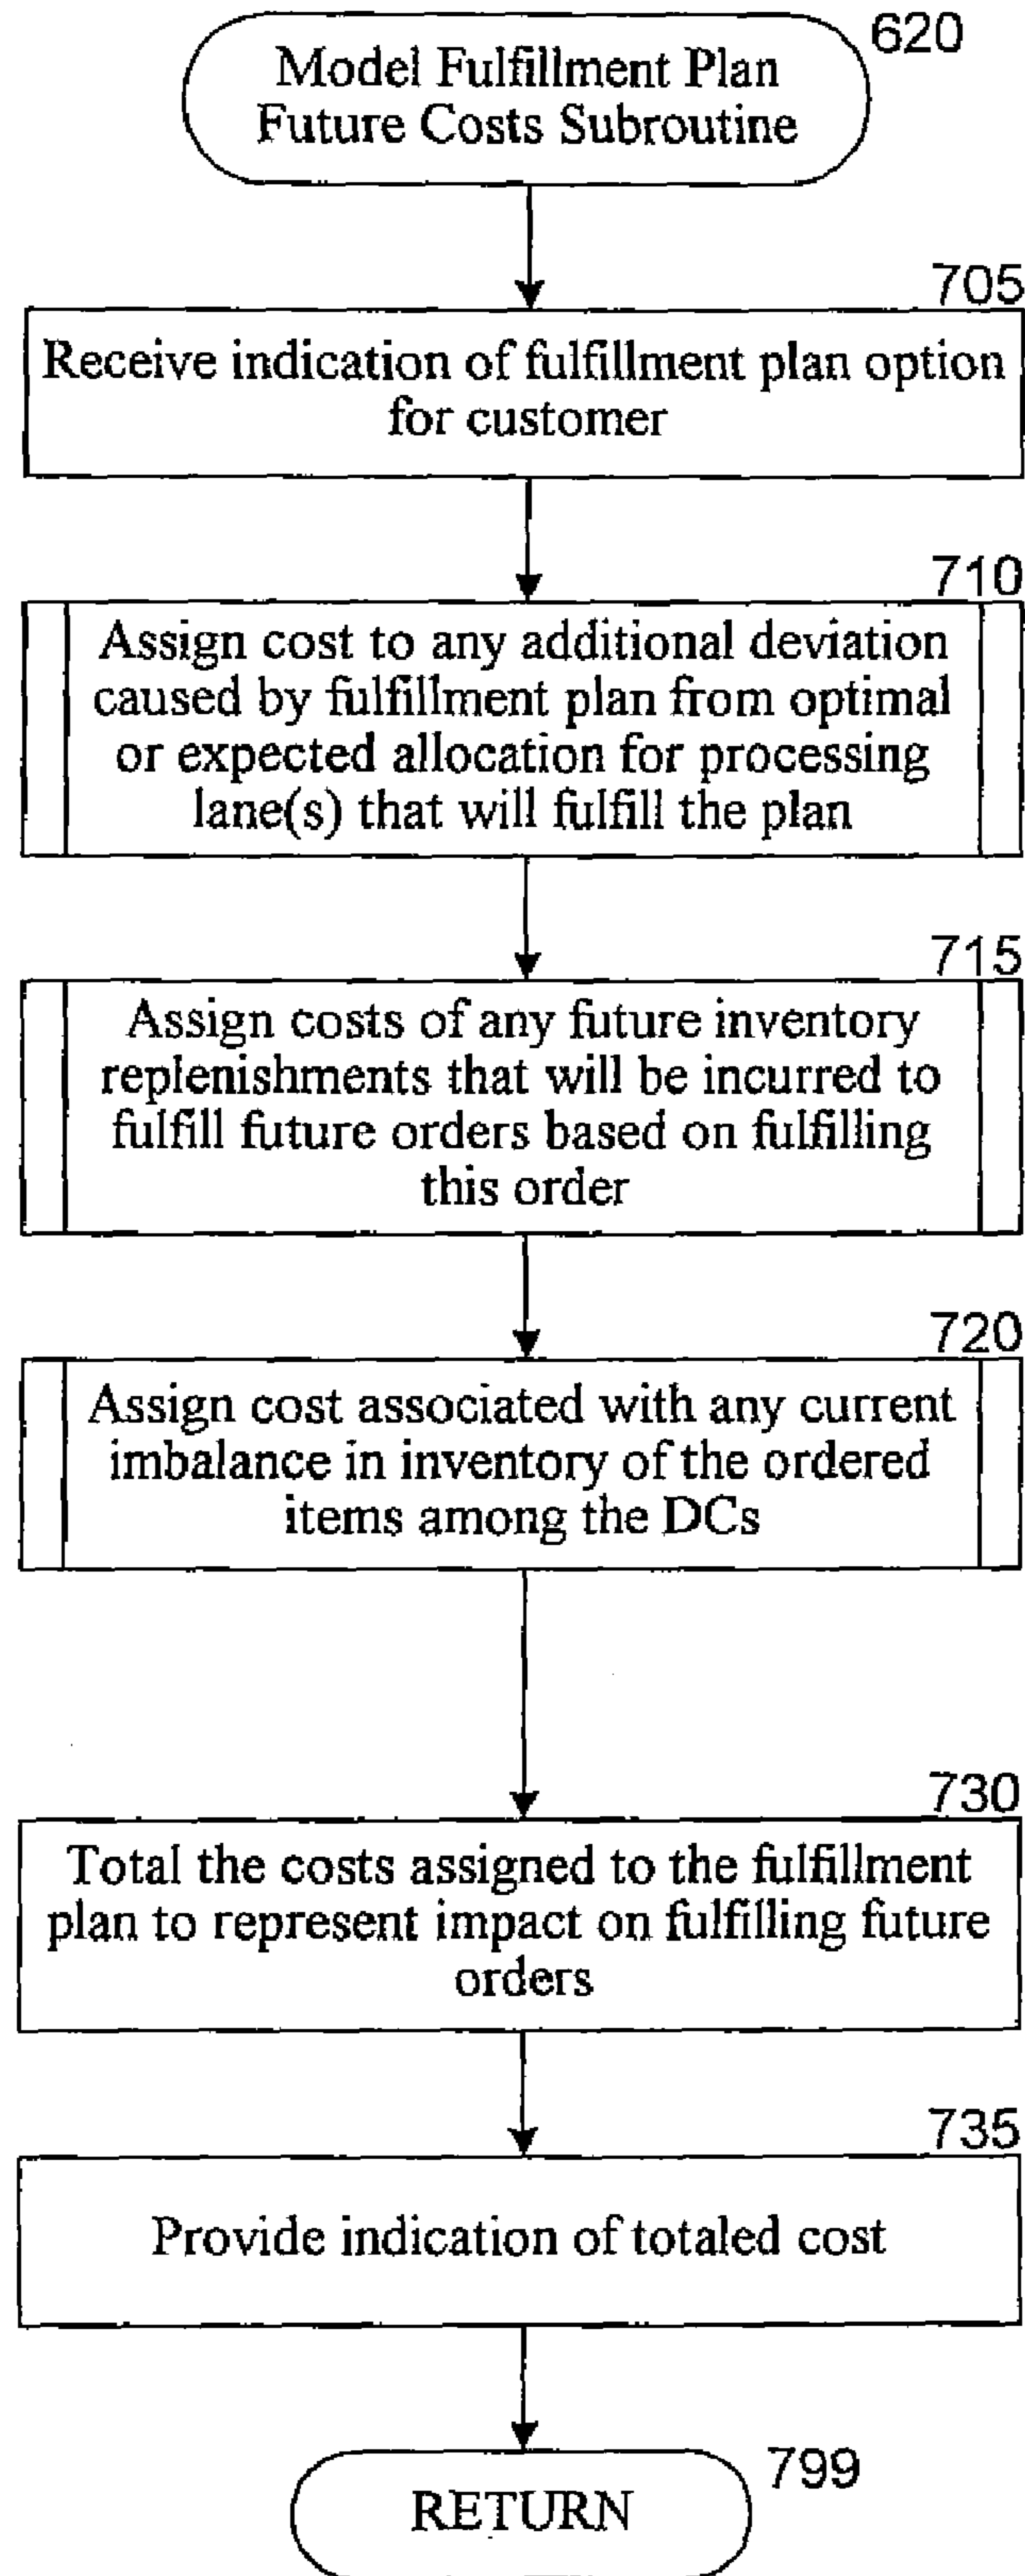 620
Model Fulfillment Plan
Future Costs Subroutine
705
Receive indication of fulfillment plan option
for customer
710
Assign cost to any additional deviation
caused by fulfillment plan from optimal
or expected allocation for processing
lane(s) that will fulfill the plan
715
Assign costs of any future inventory
replenishments that will be incurred to
fulfill future orders based on fulfilling
this order
720
Assign cost associated with any current
imbalance in inventory of the ordered
items among the DCs
730
Total the costs assigned to the fulfillment
plan to represent impact on fulfilling future
orders
735
Provide indication of totaled cost
799
RETURN